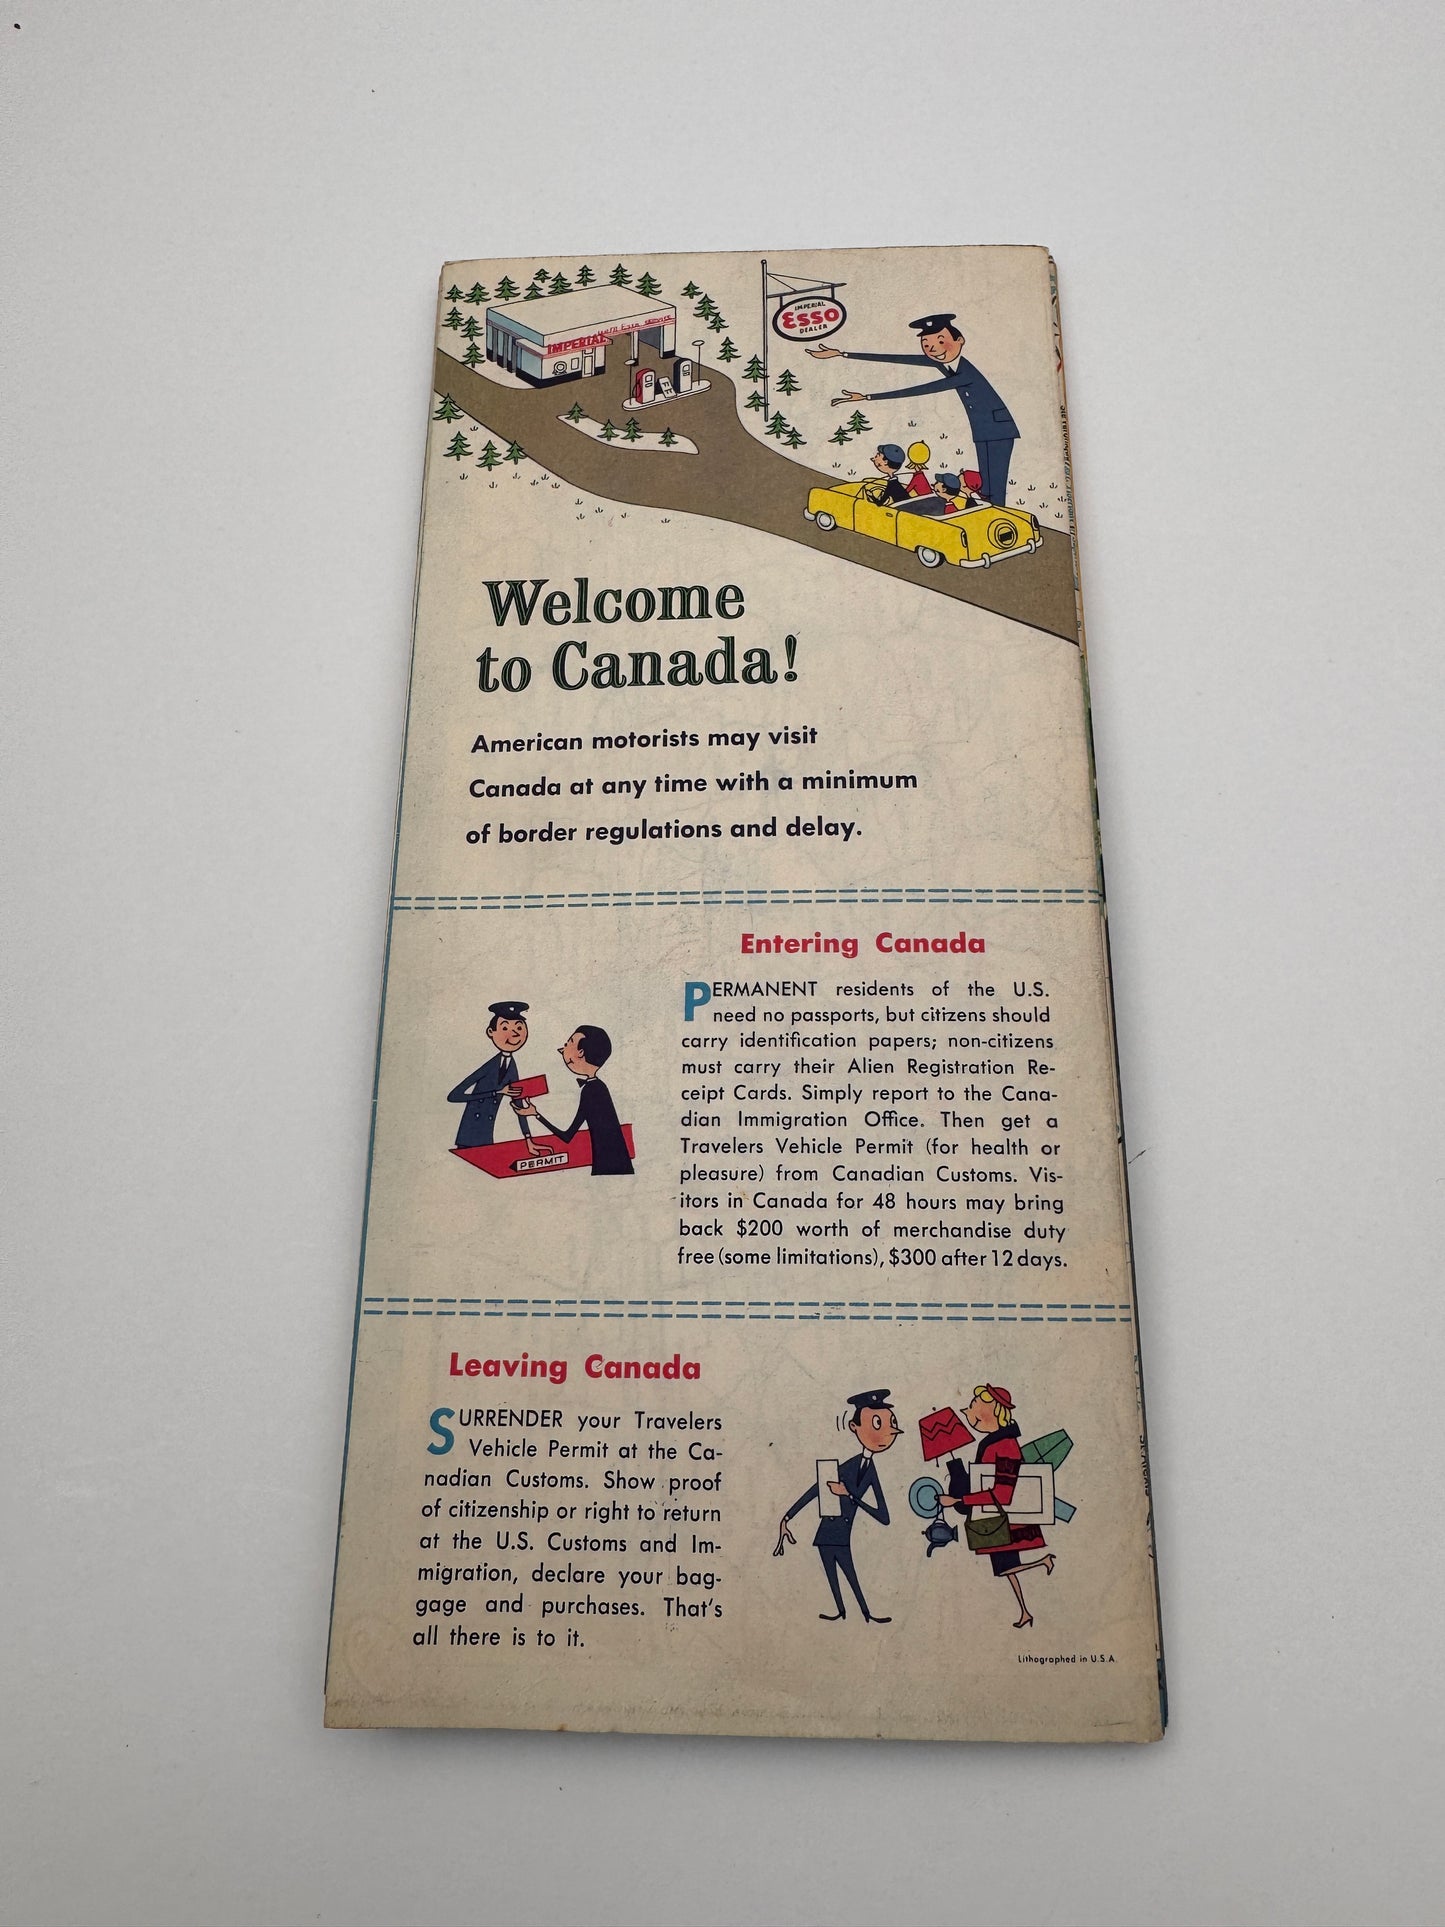 IMPERIAL
ESSO
DEALER
IMPERIAL
Welcome
to Canada!
American motorists may visit
Canada at any time with a minimum
of border regulations and delay.
Entering Canada
PERMANENT residents of the U.S.
need no passports, but citizens should
carry identification papers; non-citizens
must carry their Alien Registration Re-
ceipt Cards. Simply report to the Cana-
dian Immigration Office. Then get a
Travelers Vehicle Permit (for health or
pleasure) from Canadian Customs. Vis-
itors in Canada for 48 hours may bring
back $200 worth of merchandise duty
free (some limitations), $300 after 12 days.
PERMIT
Leaving Canada
SURRENDER your Travelers
Vehicle Permit at the Ca-
nadian Customs. Show proof
of citizenship or right to return
at the U.S. Customs and Im-
migration, declare your bag-
gage and purchases. That's
all there is to it.
Lithographed in U.S.A.